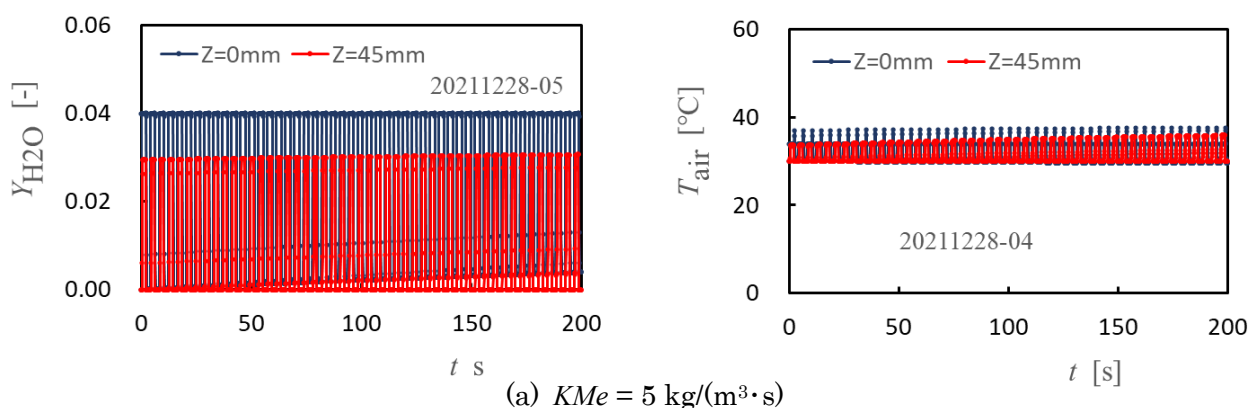 0.06
Z=0mm Z=45mm
20211228-05
0.04
0.02
0.00
Y_H2O [-]
0 50 100 150 200
t s
60
Z=0mm Z=45mm
40
20
0
T_air [°C]
20211228-04
0 50 100 150 200
t [s]
(a) KMe = 5 kg/(m³·s)